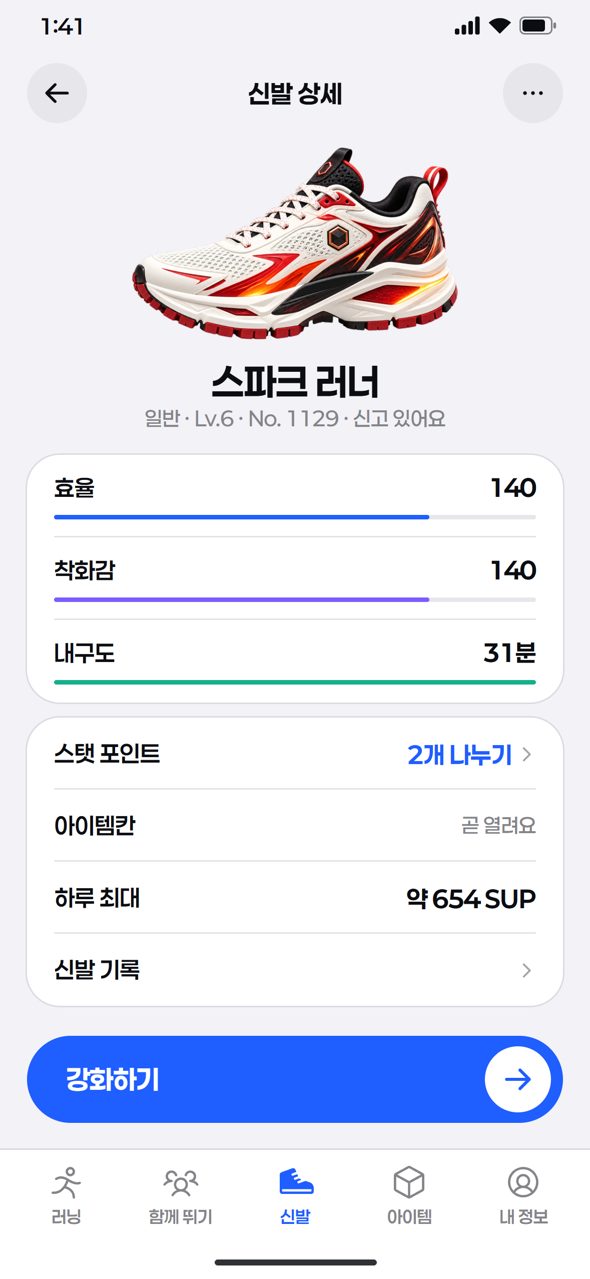 1:41
신발 상세
스파크 러너
일반 · Lv.6 · No. 1129 · 신고 있어요
효율 140
착화감 140
내구도 31분
스탯 포인트 2개 나누기
아이템칸 곧 열려요
하루 최대 약 654 SUP
신발 기록
강화하기
러닝 함께 뛰기 신발 아이템 내 정보